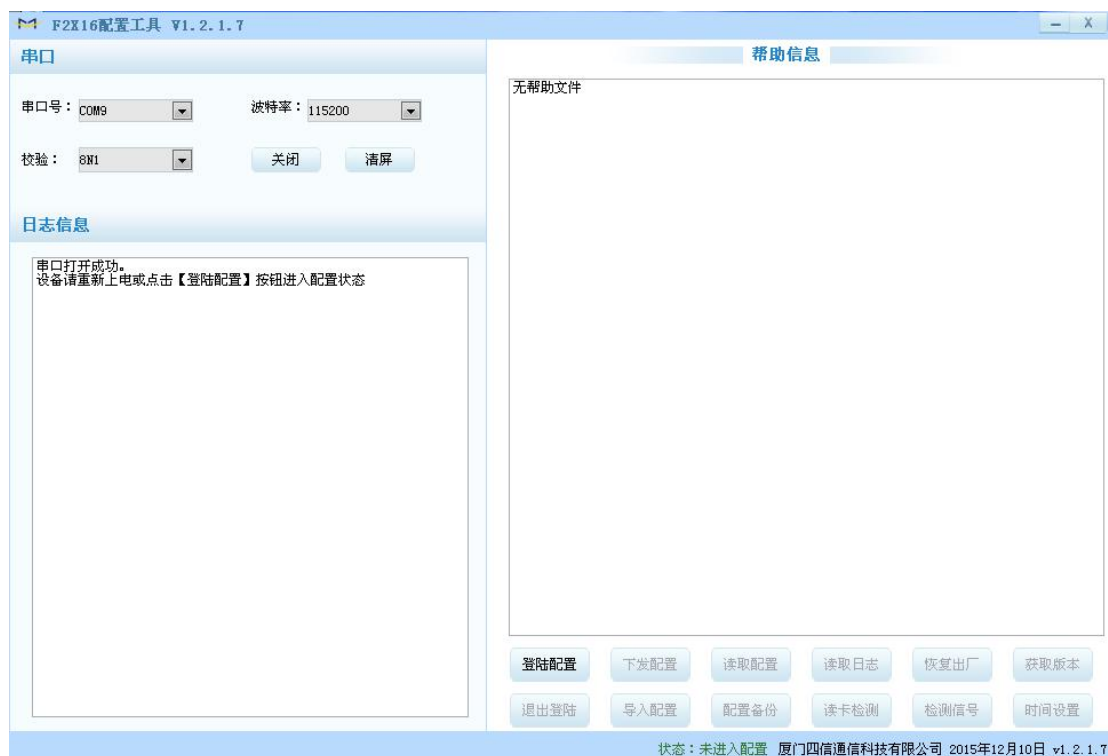 F2X16配置工具 V1.2.1.7
串口
串口号： COM9 波特率： 115200
校验： 8N1 关闭 清屏
日志信息
串口打开成功。
设备请重新上电或点击【登陆配置】按钮进入配置状态
帮助信息
无帮助文件
登陆配置 下发配置 读取配置 读取日志 恢复出厂 获取版本
退出登陆 导入配置 配置备份 读卡检测 检测信号 时间设置
状态：未进入配置 厦门四信通信科技有限公司 2015年12月10日 v1.2.1.7